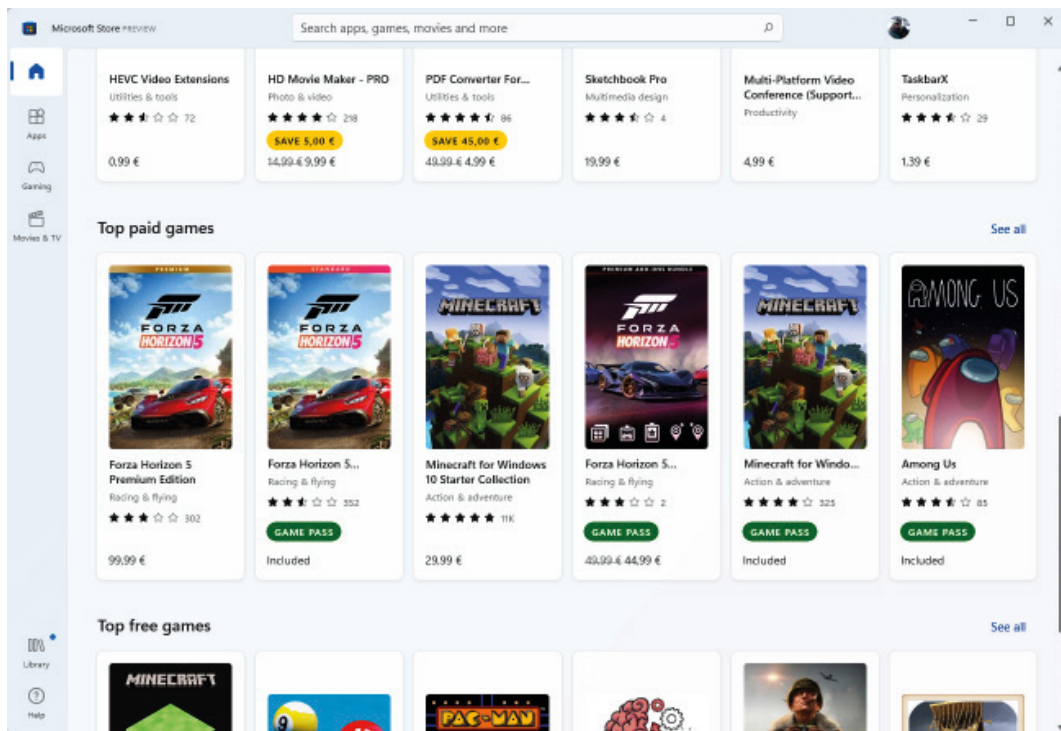 Microsoft Store PREVIEW
Search apps, games, movies and more
Apps
Gaming
Movies & TV
Library
Help
HEVC Video Extensions
Utilities & tools
72
0,99 €
HD Movie Maker - PRO
Photo & video
218
SAVE 5,00 €
14,99 € 9,99 €
PDF Converter For...
Utilities & tools
86
SAVE 45,00 €
49,99 € 4,99 €
Sketchbook Pro
Multimedia design
4
19,99 €
Multi-Platform Video
Conference (Support...
Productivity
4,99 €
TaskbarX
Personalization
29
1.39 €
Top paid games
See all
PREMIUM
FORZA
HORIZON 5
Forza Horizon 5
Premium Edition
Racing & flying
302
99,99 €
STANDARD
FORZA
HORIZON 5
Forza Horizon 5...
Racing & flying
352
GAME PASS
Included
MINECRAFT
Minecraft for Windows
10 Starter Collection
Action & adventure
11K
29,99 €
PREMIUM ADD-ONS BUNDLE
FORZA
HORIZON 5
Forza Horizon 5...
Racing & flying
2
GAME PASS
49,99 € 44,99 €
MINECRAFT
Minecraft for Windo...
Action & adventure
325
GAME PASS
Included
AMONG US
Among Us
Action & adventure
85
GAME PASS
Included
Top free games
See all
MINECRAFT
9
PAC-MAN